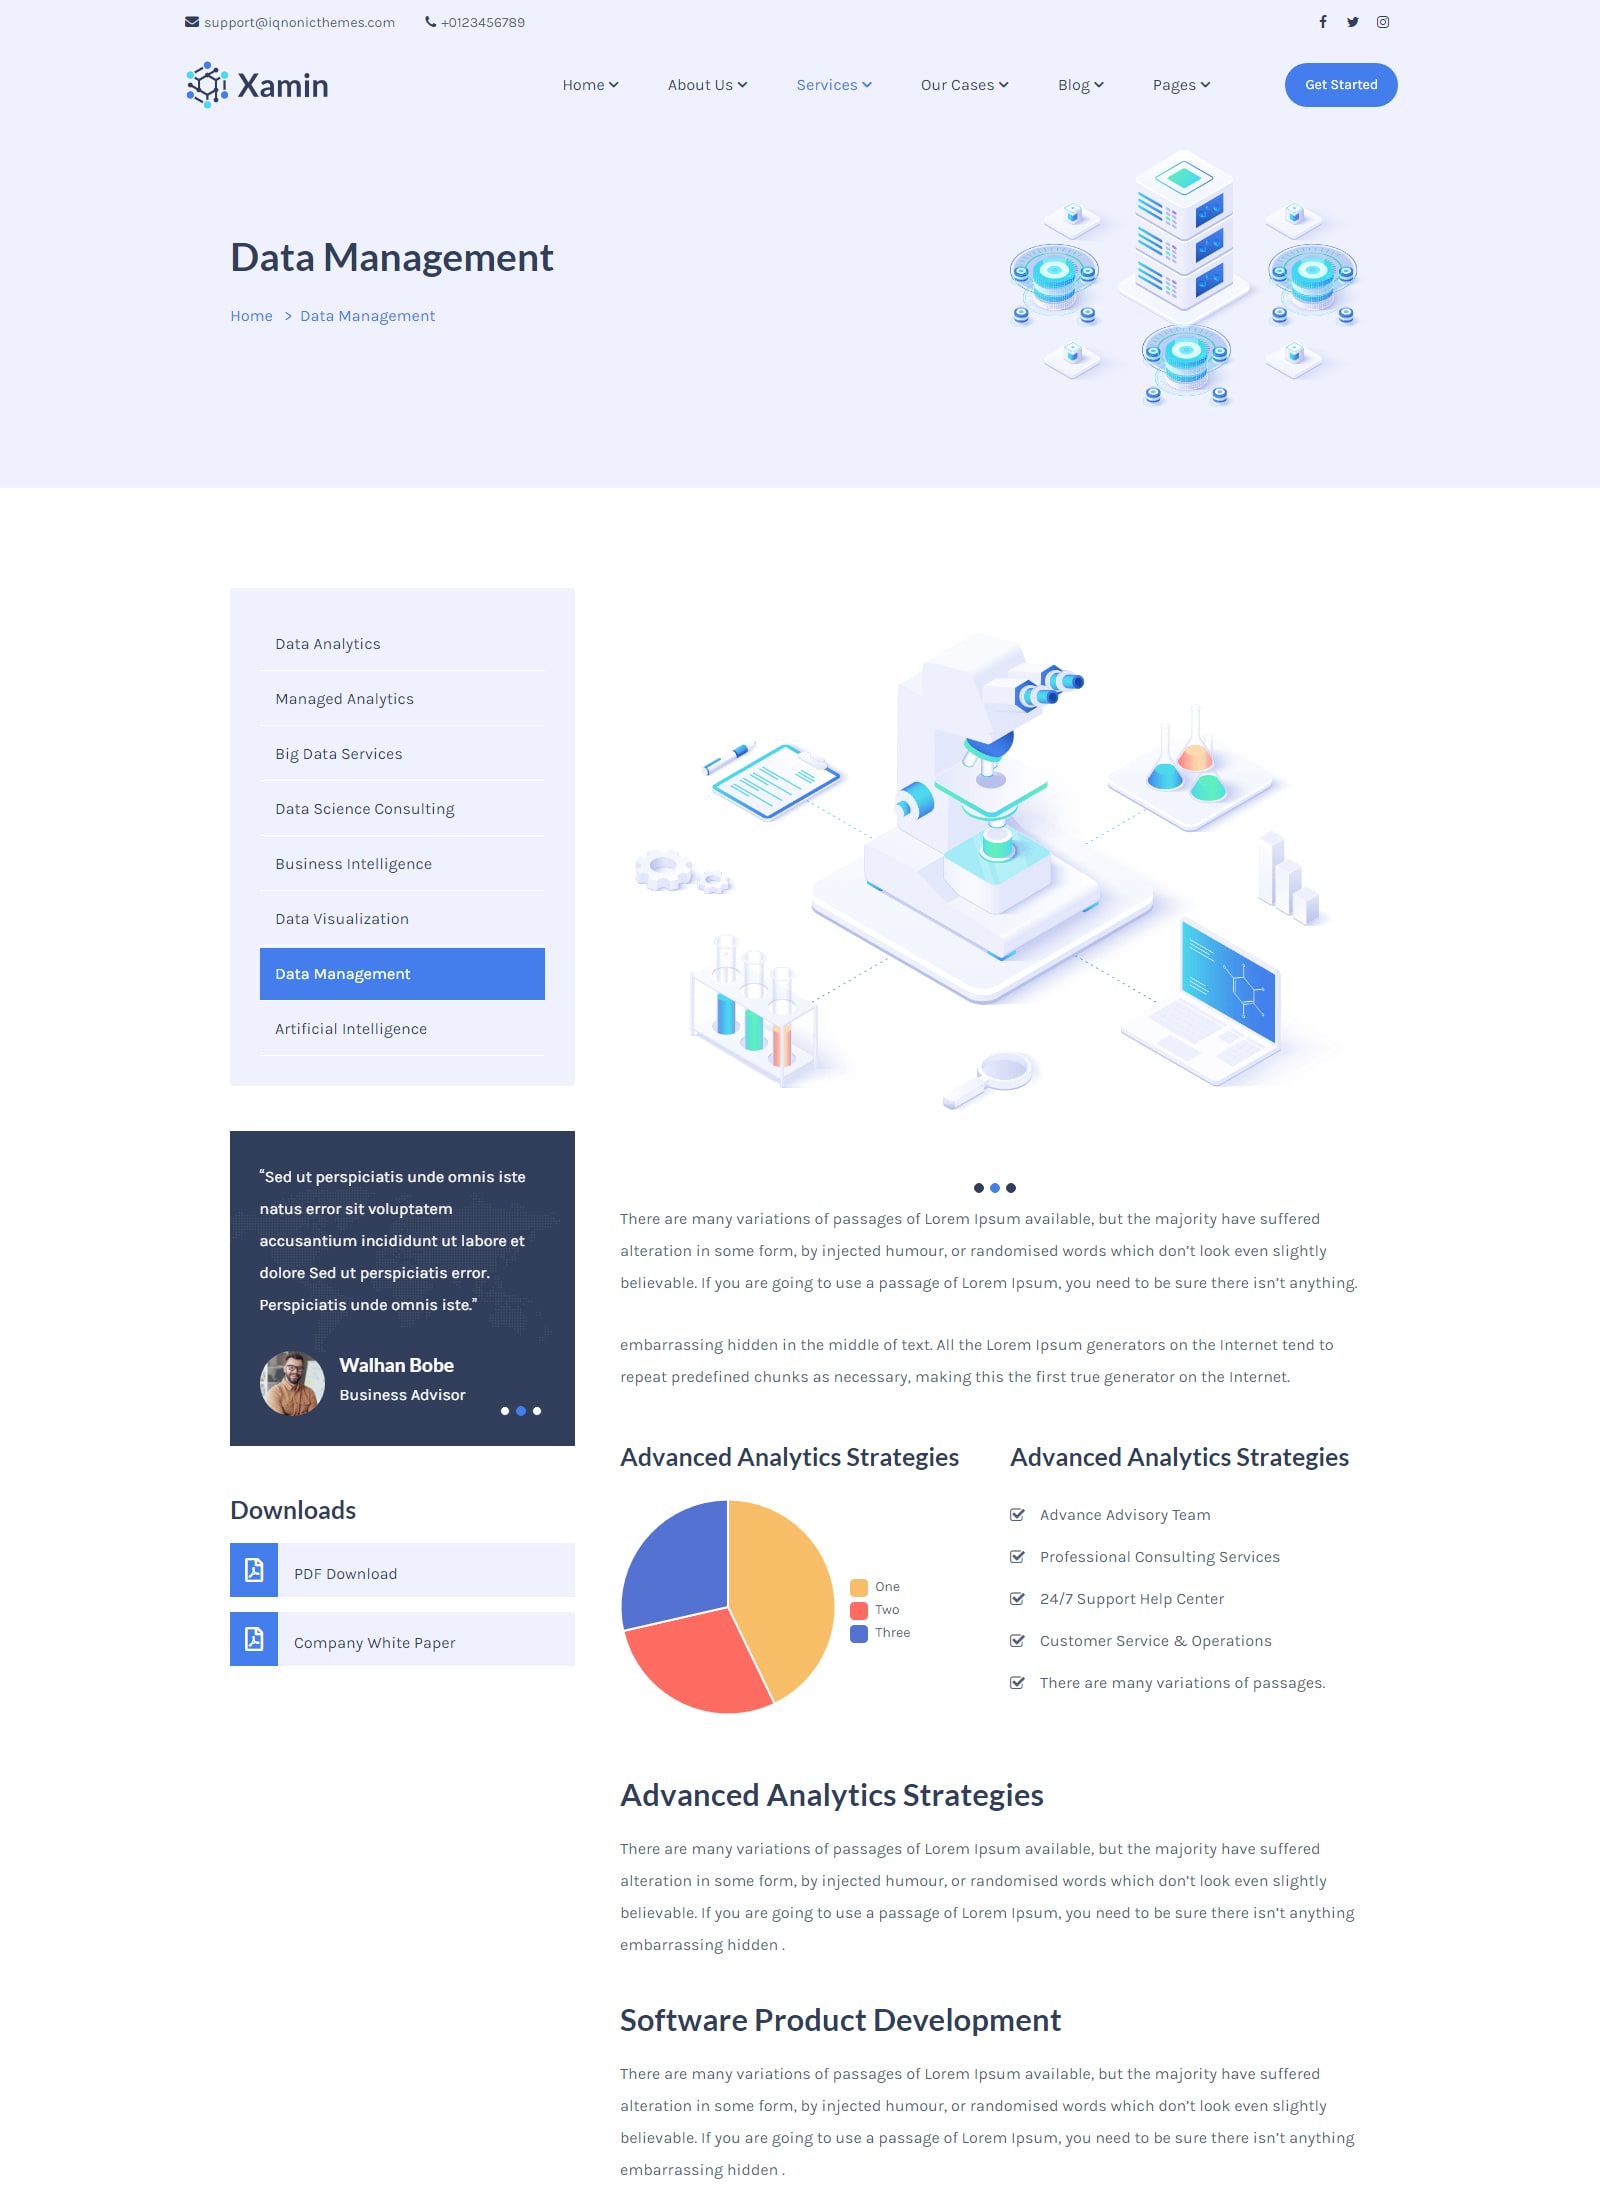 support@iqnonicthemes.com +0123456789
Xamin
Home About Us Services Our Cases Blog Pages Get Started
Data Management
Home > Data Management
Data Analytics
Managed Analytics
Big Data Services
Data Science Consulting
Business Intelligence
Data Visualization
Data Management
Artificial Intelligence
“Sed ut perspiciatis unde omnis iste
natus error sit voluptatem
accusantium incididunt ut labore et
dolore Sed ut perspiciatis error.
Perspiciatis unde omnis iste.”
Walhan Bobe
Business Advisor
Downloads
PDF Download
Company White Paper
There are many variations of passages of Lorem Ipsum available, but the majority have suffered
alteration in some form, by injected humour, or randomised words which don’t look even slightly
believable. If you are going to use a passage of Lorem Ipsum, you need to be sure there isn’t anything.
embarrassing hidden in the middle of text. All the Lorem Ipsum generators on the Internet tend to
repeat predefined chunks as necessary, making this the first true generator on the Internet.
Advanced Analytics Strategies
One
Two
Three
Advanced Analytics Strategies
Advance Advisory Team
Professional Consulting Services
24/7 Support Help Center
Customer Service & Operations
There are many variations of passages.
Advanced Analytics Strategies
There are many variations of passages of Lorem Ipsum available, but the majority have suffered
alteration in some form, by injected humour, or randomised words which don’t look even slightly
believable. If you are going to use a passage of Lorem Ipsum, you need to be sure there isn’t anything
embarrassing hidden .
Software Product Development
There are many variations of passages of Lorem Ipsum available, but the majority have suffered
alteration in some form, by injected humour, or randomised words which don’t look even slightly
believable. If you are going to use a passage of Lorem Ipsum, you need to be sure there isn’t anything
embarrassing hidden .